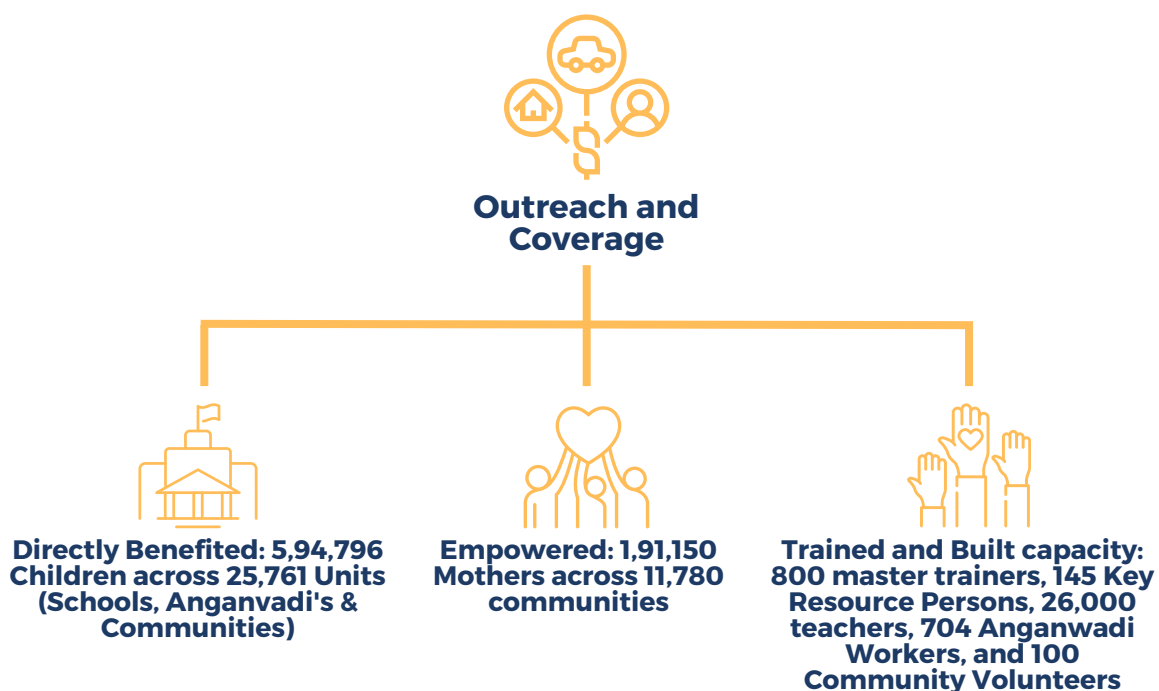 Outreach and
Coverage
Directly Benefited: 5,94,796
Children across 25,761 Units
(Schools, Anganvadi's &
Communities)
Empowered: 1,91,150
Mothers across 11,780
communities
Trained and Built capacity:
800 master trainers, 145 Key
Resource Persons, 26,000
teachers, 704 Anganwadi
Workers, and 100
Community Volunteers